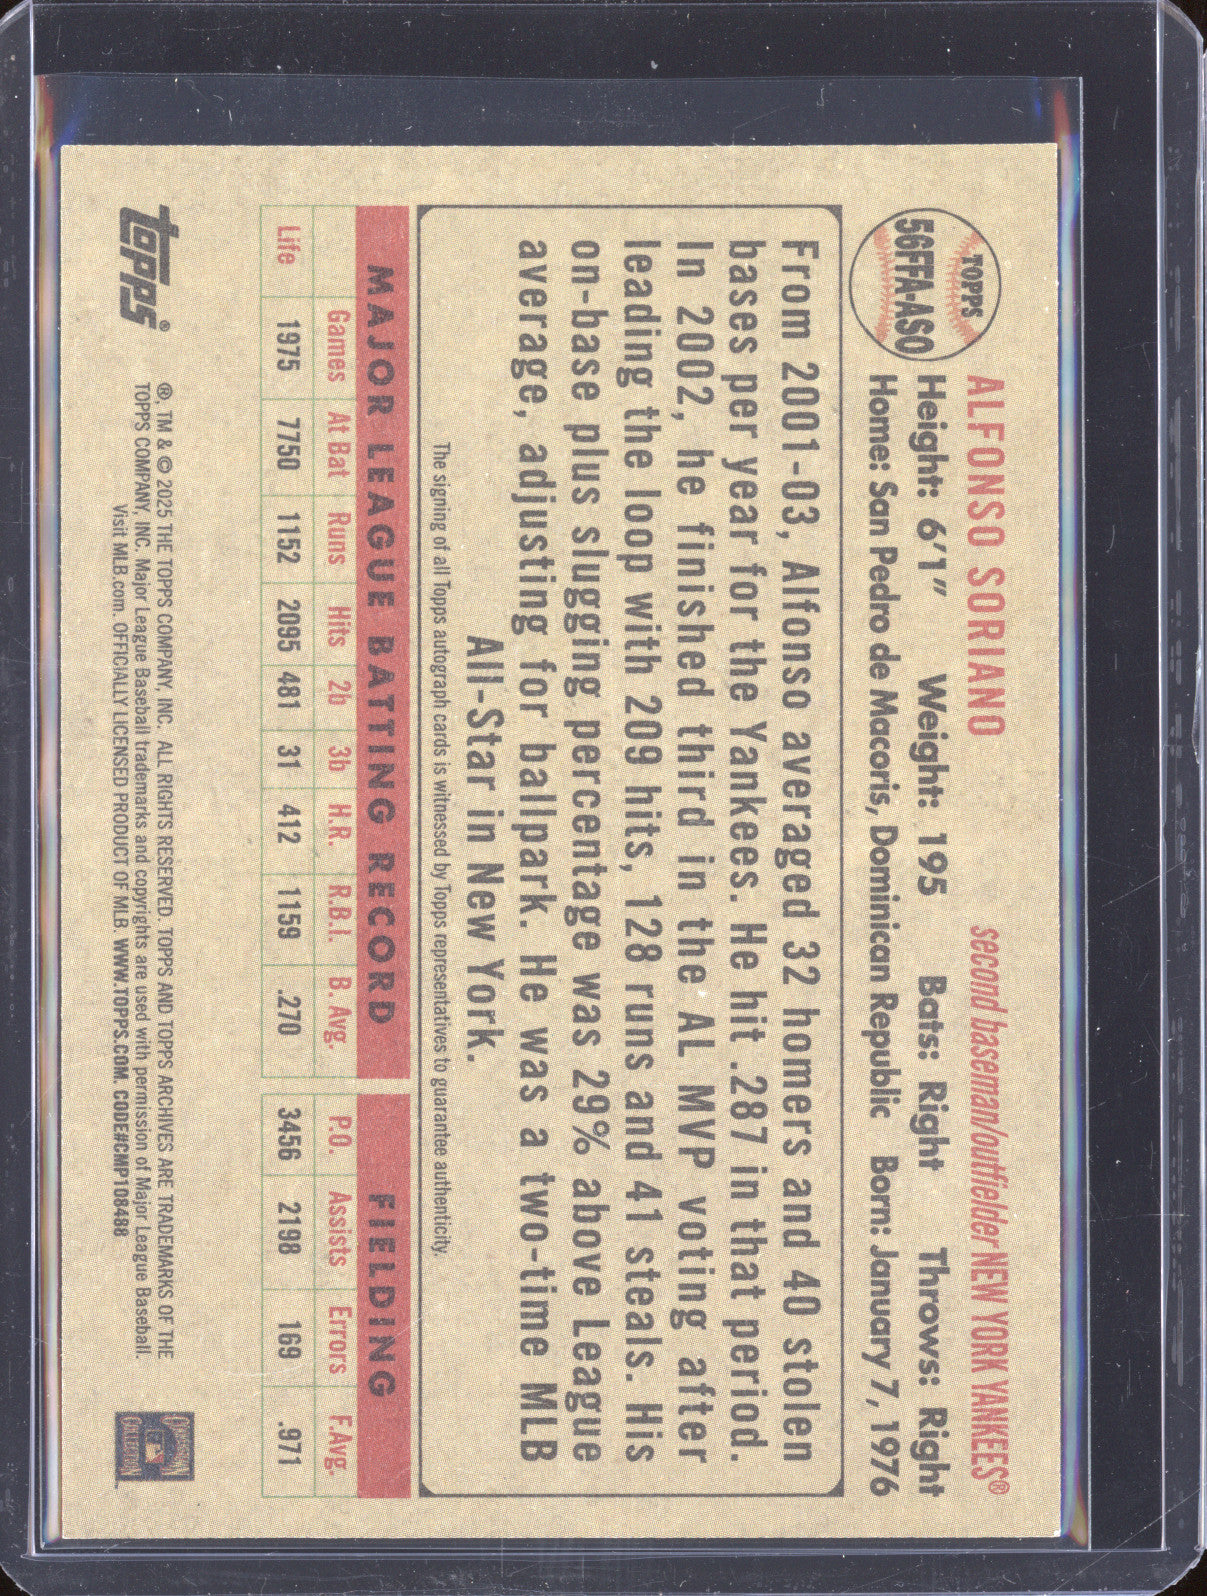 TOPPS
56FFA-ASO
ALFONSO SORIANO second baseman/outfielder NEW YORK YANKEES®
Height: 6'1" Weight: 195 Bats: Right Throws: Right
Home: San Pedro de Macoris, Dominican Republic Born: January 7, 1976
From 2001-03, Alfonso averaged 32 homers and 40 stolen
bases per year for the Yankees. He hit .287 in that period.
In 2002, he finished third in the AL MVP voting after
leading the loop with 209 hits, 128 runs and 41 steals. His
on-base plus slugging percentage was 29% above League
average, adjusting for ballpark. He was a two-time MLB
All-Star in New York.
The signing of all Topps autograph cards is witnessed by Topps representatives to guarantee authenticity.
MAJOR LEAGUE BATTING RECORD FIELDING
Games At Bat Runs Hits 2b 3b H.R. R.B.I. B. Avg. P.O. Assists Errors F.Avg.
Life 1975 7750 1152 2095 481 31 412 1159 .270 3456 2198 169 .971
topps®
®, TM & © 2025 THE TOPPS COMPANY, INC. ALL RIGHTS RESERVED. TOPPS AND TOPPS ARCHIVES ARE TRADEMARKS OF THE
TOPPS COMPANY, INC. Major League Baseball trademarks and copyrights are used with permission of Major League Baseball.
Visit MLB.com. OFFICIALLY LICENSED PRODUCT OF MLB. WWW.TOPPS.COM. CODE#CMP108488
COOPERSTOWN
COLLECTION